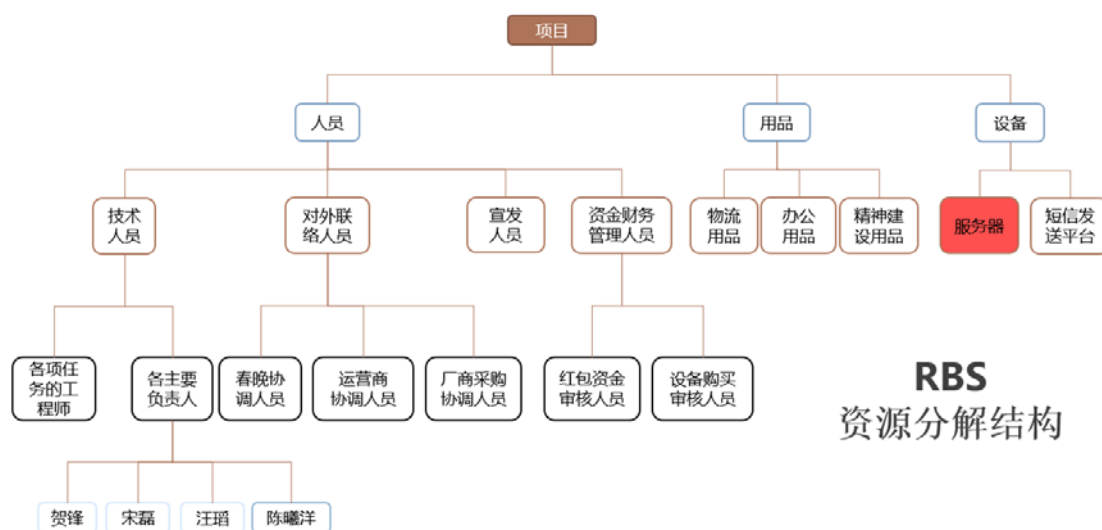 项目
人员
用品
设备
技术
人员
对外联
络人员
宣发
人员
资金财务
管理人员
物流
用品
办公
用品
精神建
设用品
服务器
短信发
送平台
各项任
务的工
程师
各主要
负责人
春晚协
调人员
运营商
协调人员
厂商采购
协调人员
红包资金
审核人员
设备购买
审核人员
RBS
资源分解结构
贺锋
宋磊
汪瑫
陈曦洋